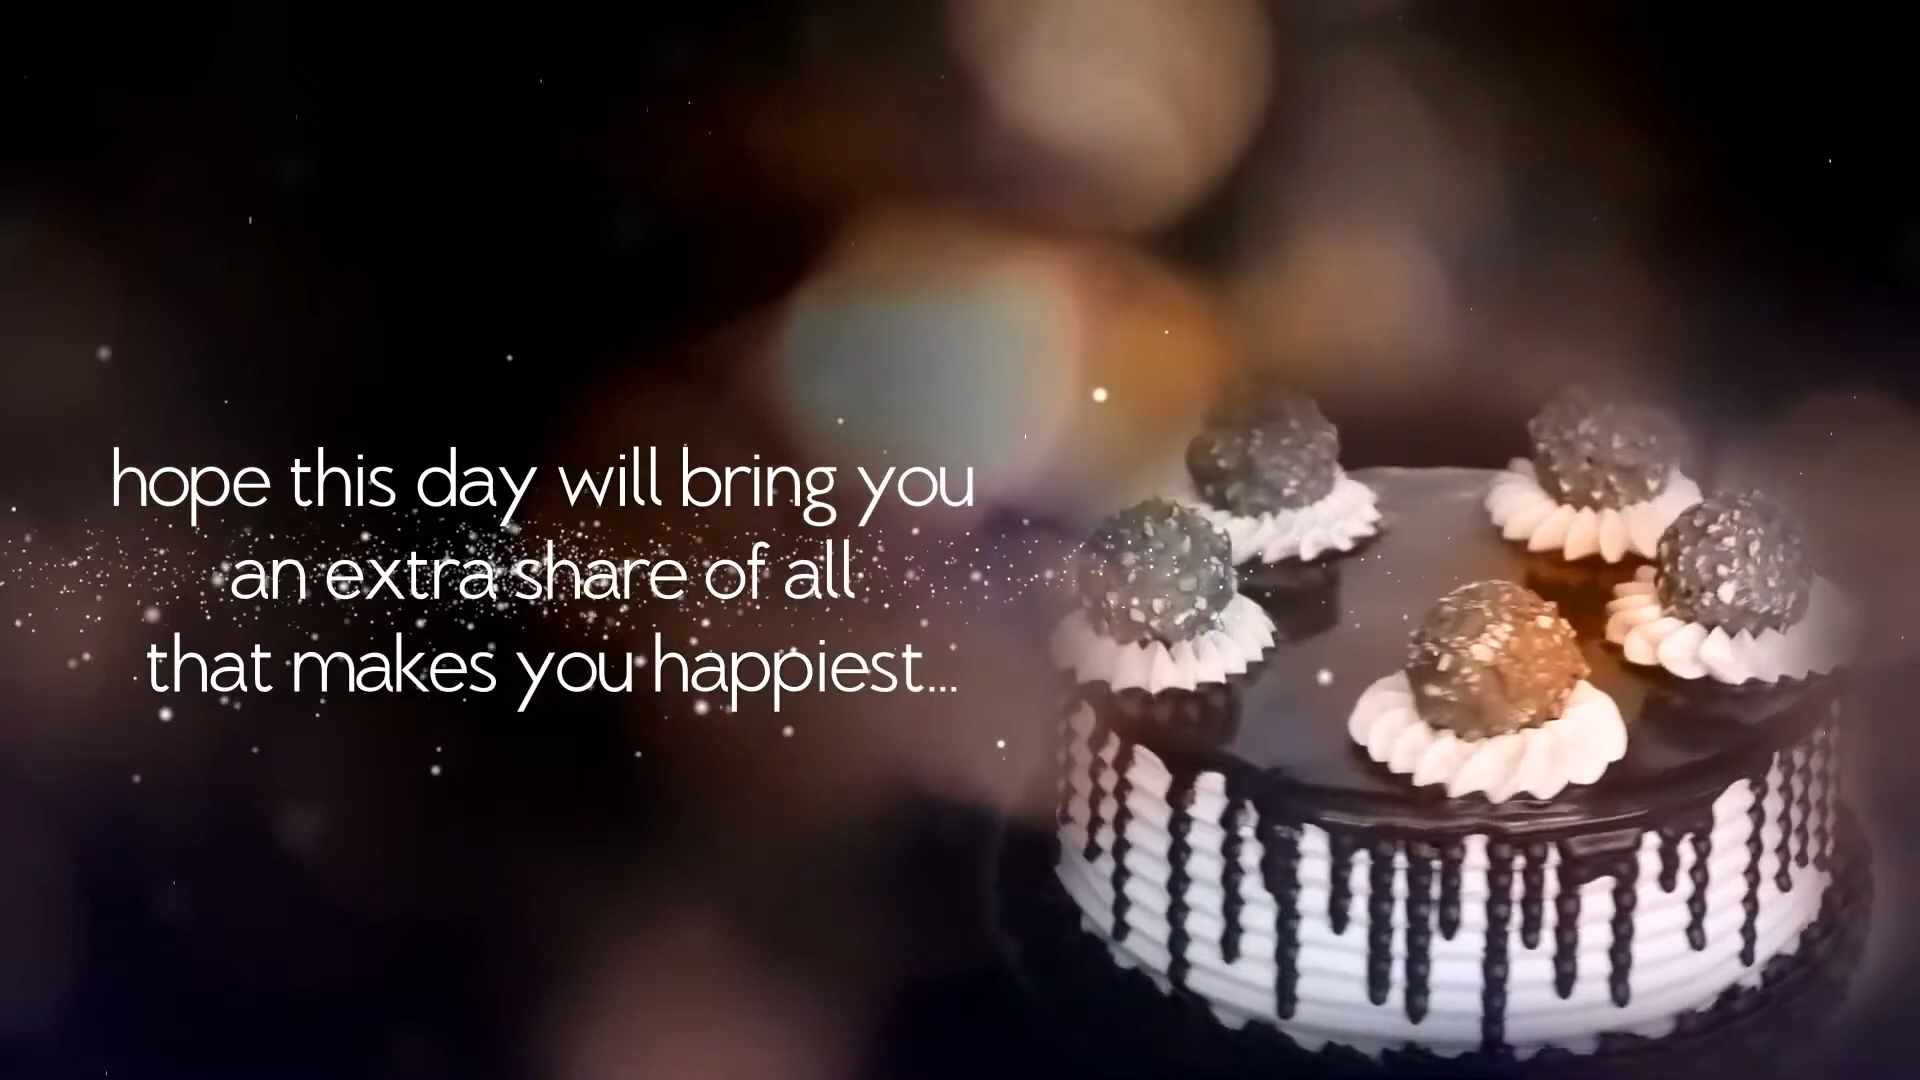 hope this day will bring you
an extra share of all
that makes you happiest...